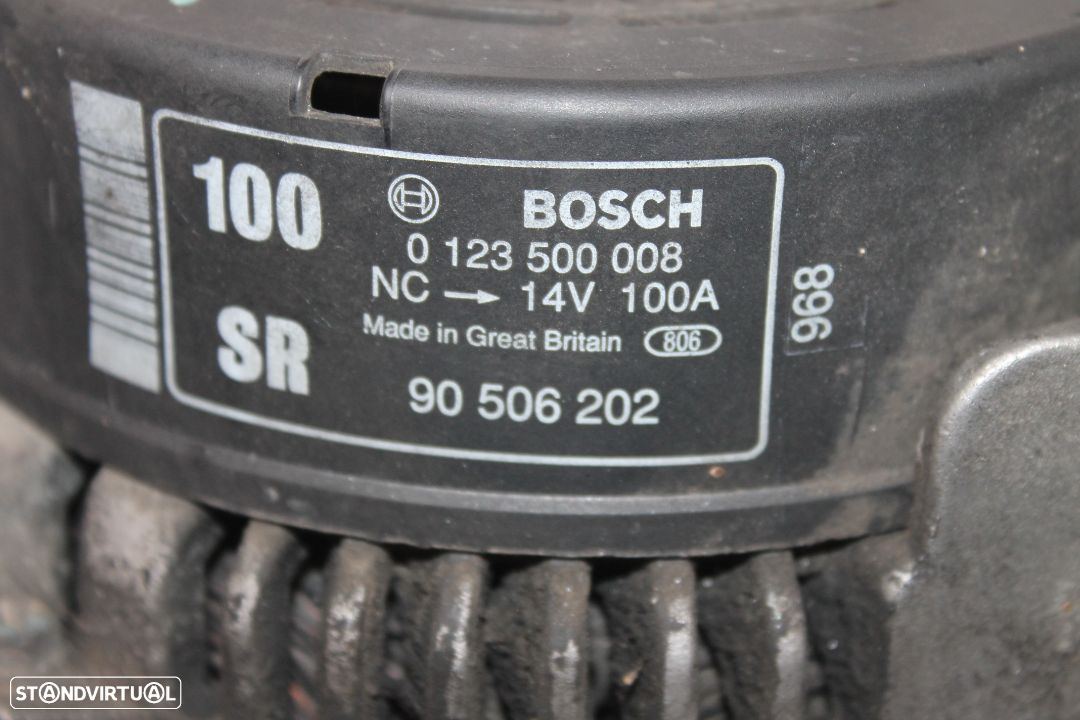 100
BOSCH
0 123 500 008
NC → 14V 100A
Made in Great Britain 806
SR
90 506 202
968
STANDVIRTUAL